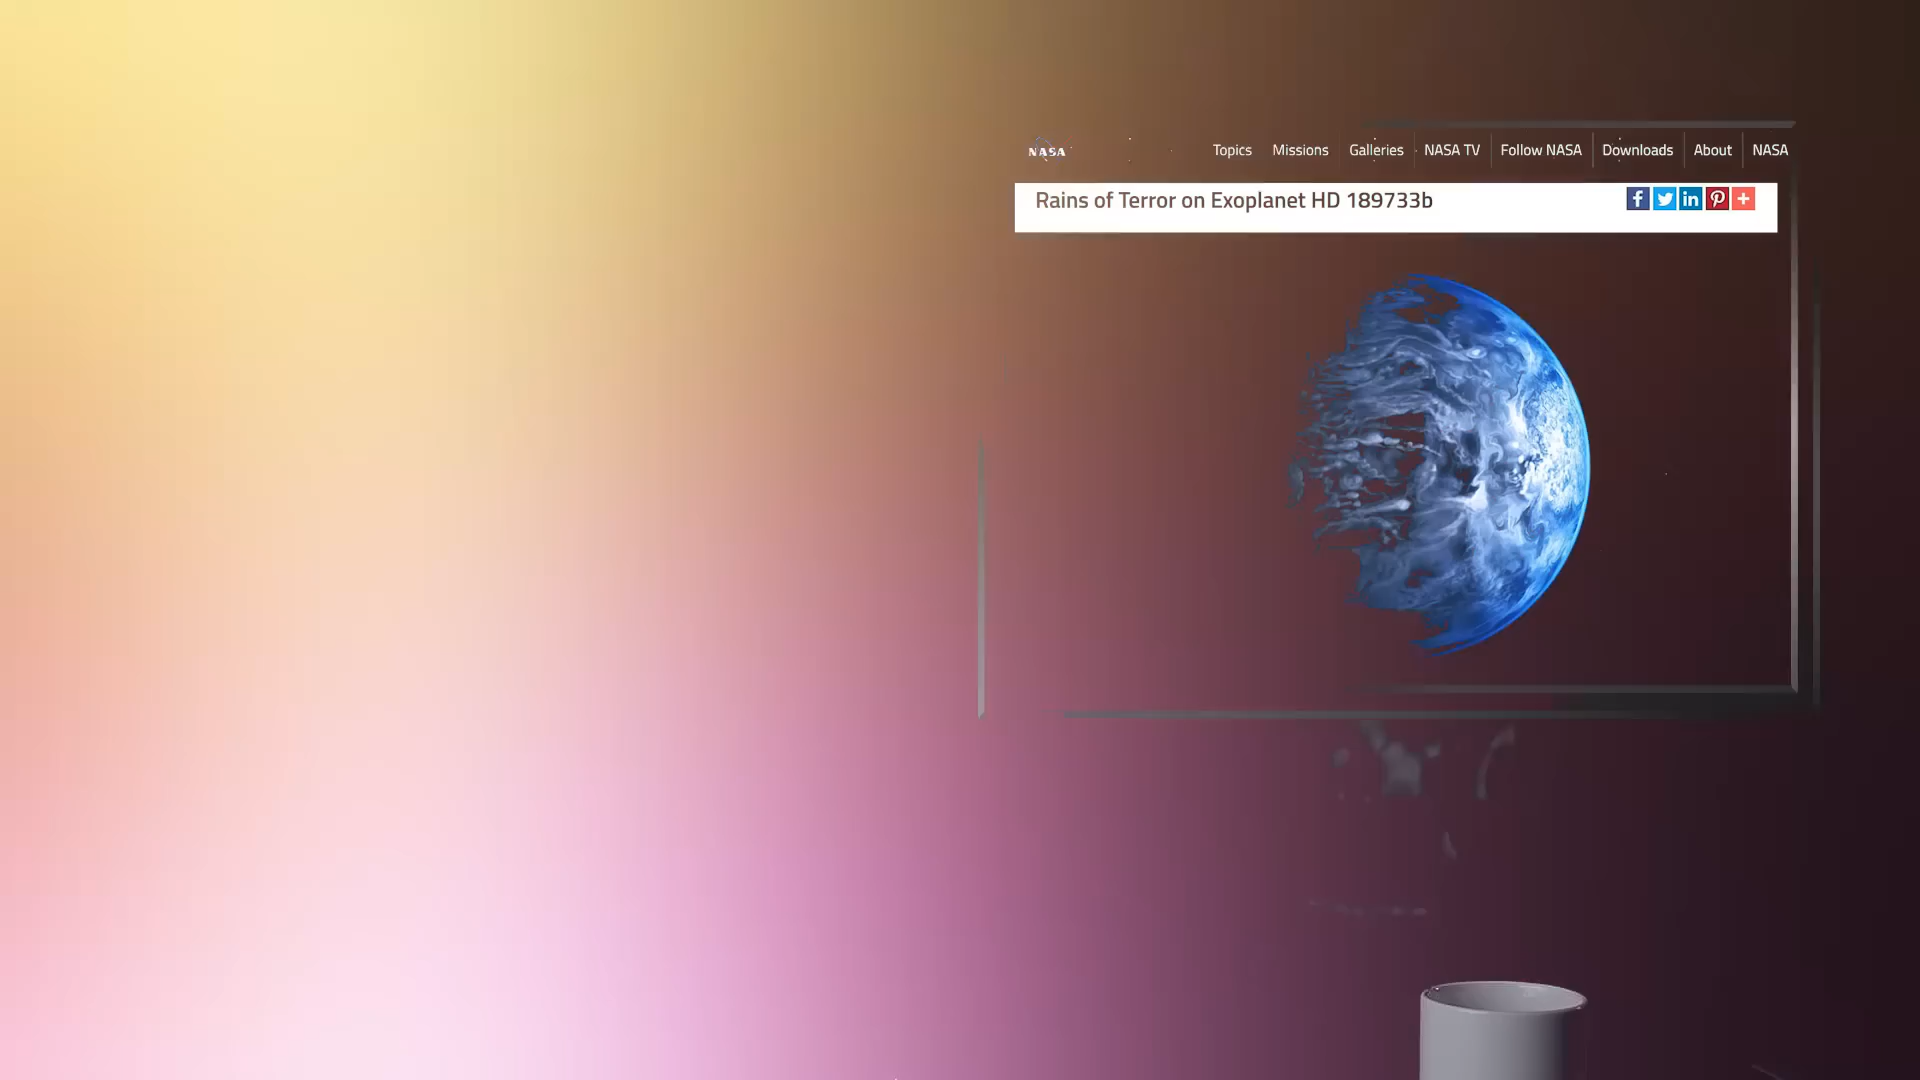 NASA
Topics Missions Galleries NASA TV Follow NASA Downloads About NASA
Rains of Terror on Exoplanet HD 189733b